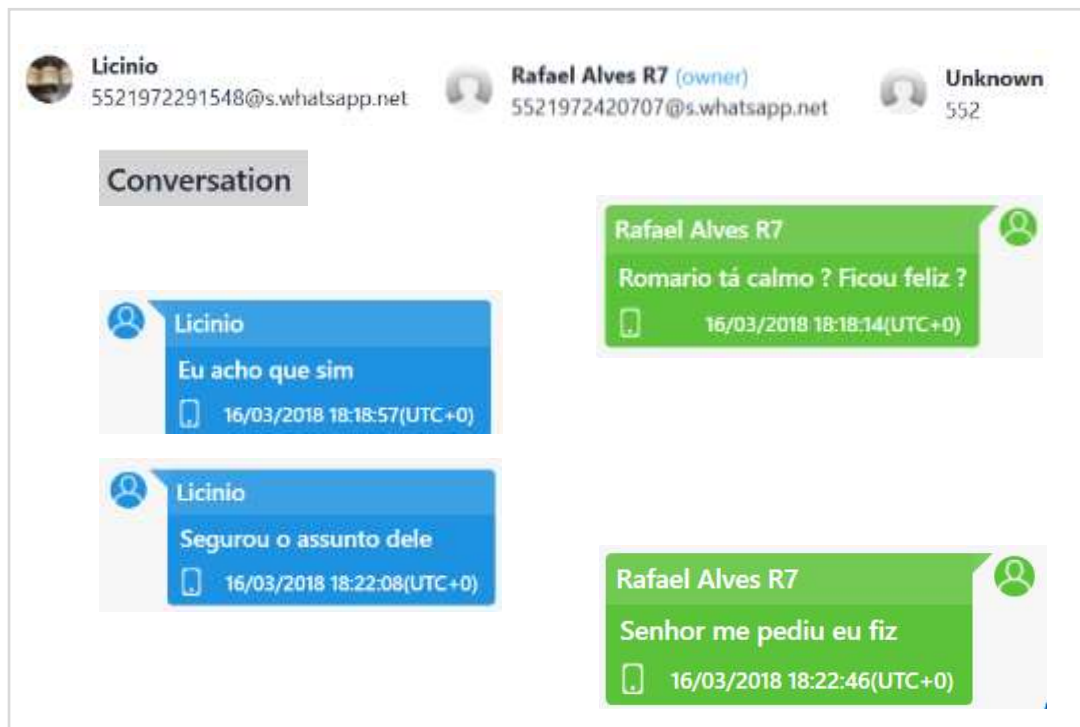 Licinio
5521972291548@s.whatsapp.net
Rafael Alves R7 (owner)
5521972420707@s.whatsapp.net
Unknown
552
Conversation
Rafael Alves R7
Romario tá calmo ? Ficou feliz ?
16/03/2018 18:18:14(UTC+0)
Licinio
Eu acho que sim
16/03/2018 18:18:57(UTC+0)
Licinio
Segurou o assunto dele
16/03/2018 18:22:08(UTC+0)
Rafael Alves R7
Senhor me pediu eu fiz
16/03/2018 18:22:46(UTC+0)